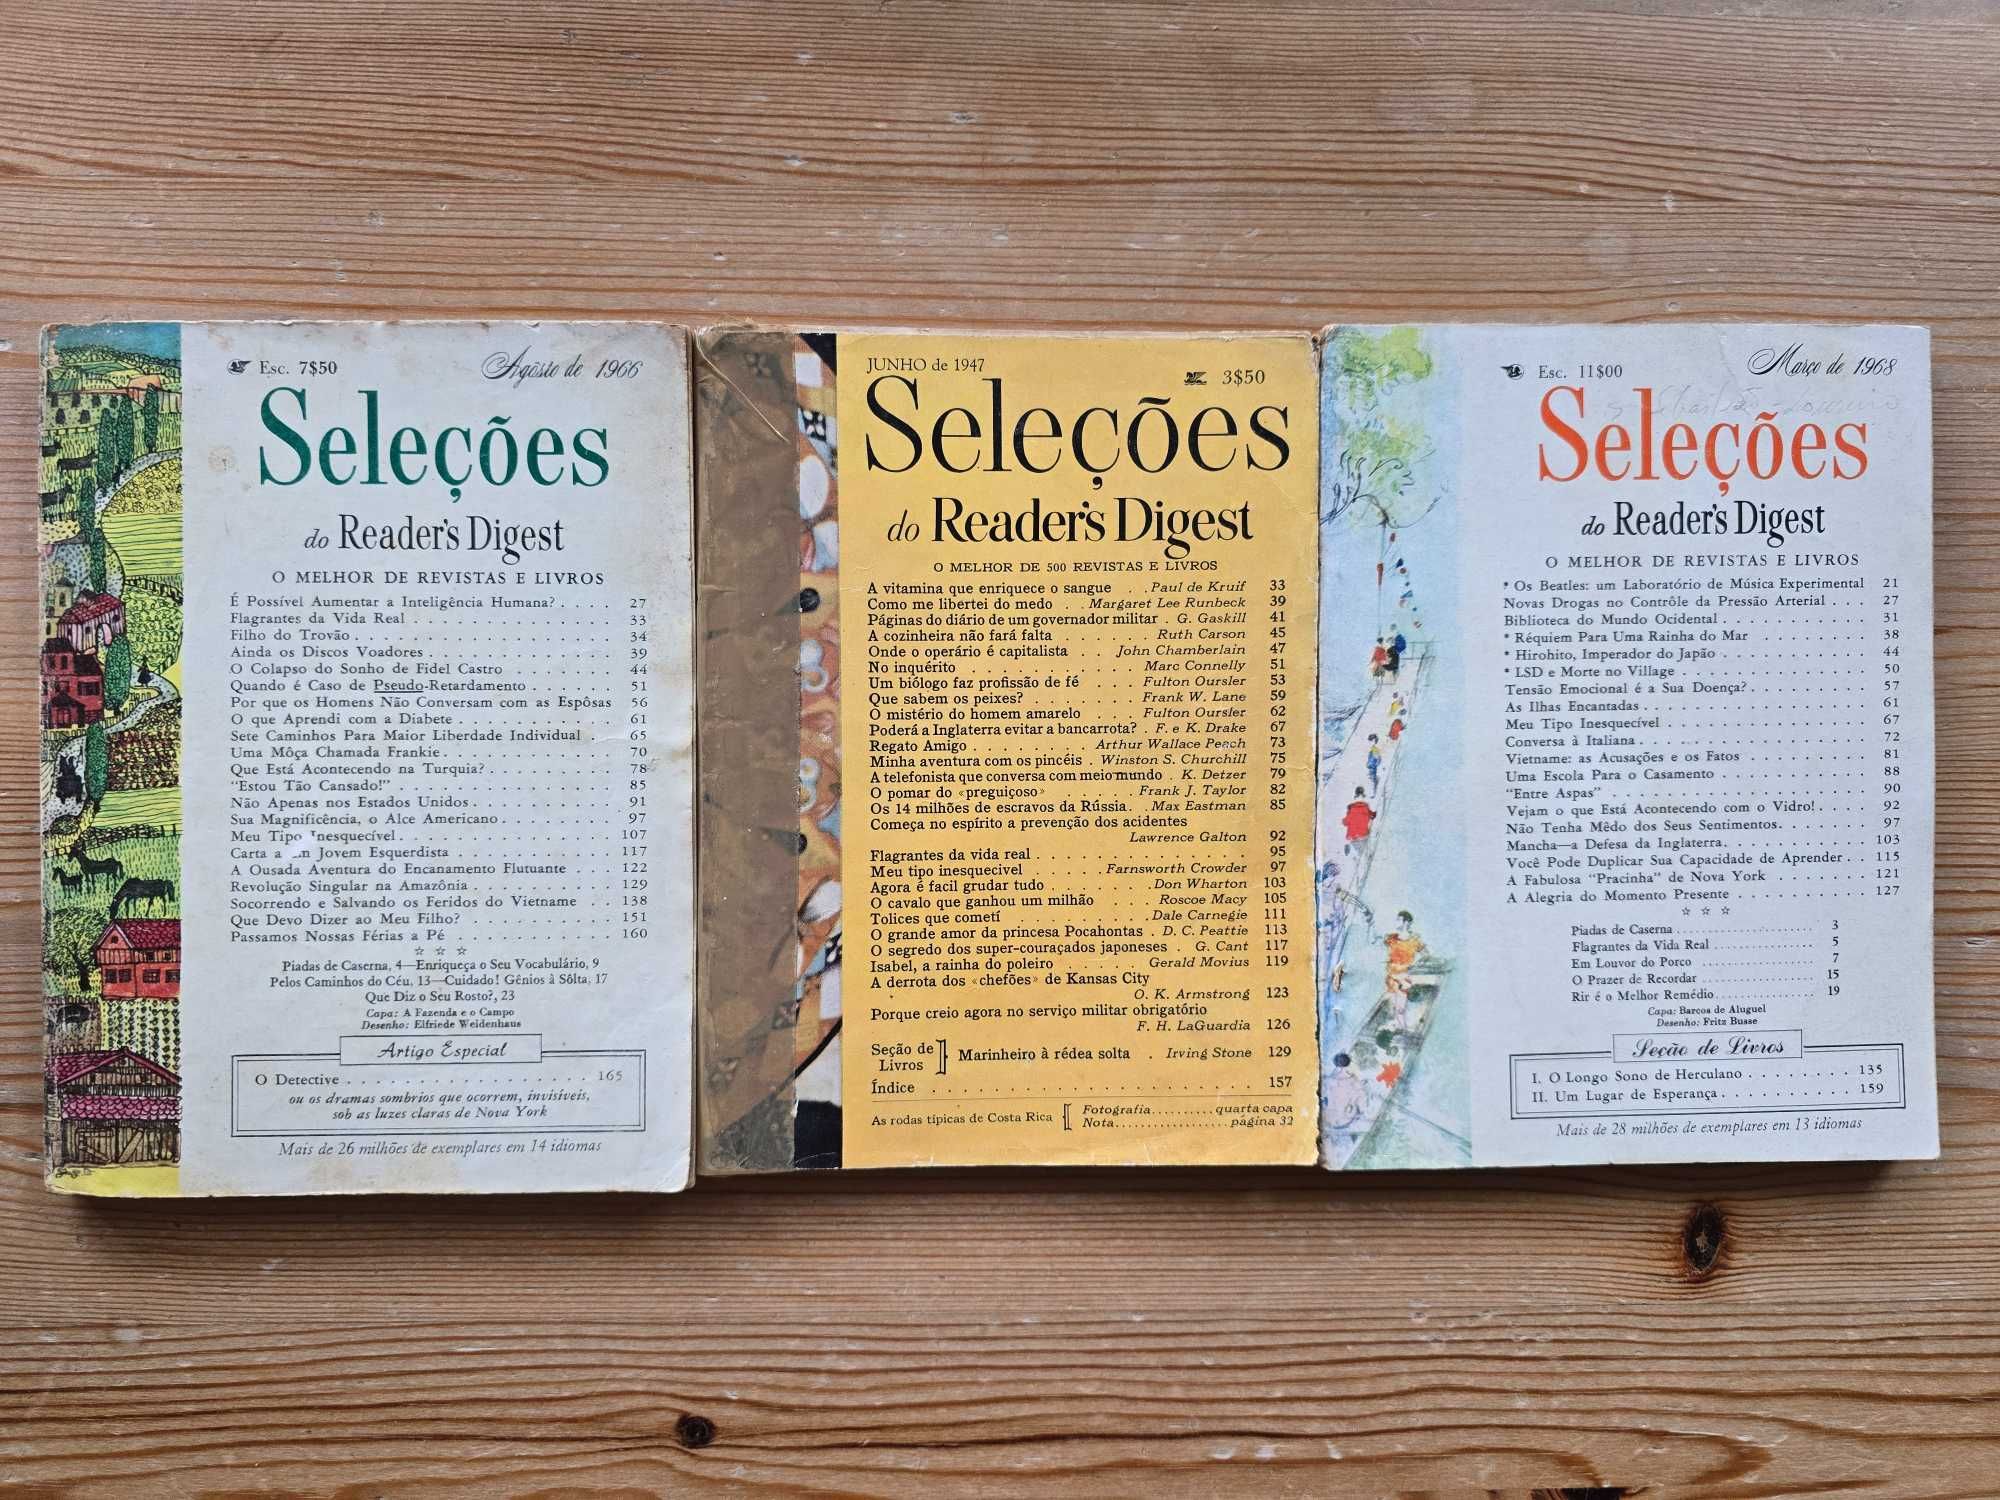 Esc. 7$50
Agôsto de 1966
Seleções
do Reader's Digest
O MELHOR DE REVISTAS E LIVROS
É Possível Aumentar a Inteligência Humana? . . . . 27
Flagrantes da Vida Real . . . . . . . . . . . . . 33
Filho do Trovão . . . . . . . . . . . . . . . . 34
Ainda os Discos Voadores . . . . . . . . . . . . 39
O Colapso do Sonho de Fidel Castro . . . . . . . 44
Quando é Caso de Pseudo-Retardamento . . . . . . 51
Por que os Homens Não Conversam com as Espôsas 56
O que Aprendi com a Diabete . . . . . . . . . . 61
Sete Caminhos Para Maior Liberdade Individual . 65
Uma Môça Chamada Frankie . . . . . . . . . . . 70
Que Está Acontecendo na Turquia? . . . . . . . . 78
"Estou Tão Cansado!" . . . . . . . . . . . . . . 85
Não Apenas nos Estados Unidos . . . . . . . . . 91
Sua Magnificência, o Alce Americano . . . . . . . 97
Meu Tipo Inesquecível . . . . . . . . . . . . . 107
Carta a Jovem Esquerdista . . . . . . . . . . 117
A Ousada Aventura do Encanamento Flutuante . . . 122
Revolução Singular na Amazônia . . . . . . . . . 129
Socorrendo e Salvando os Feridos do Vietname . . 138
Que Devo Dizer ao Meu Filho? . . . . . . . . . . 151
Passamos Nossas Férias a Pé . . . . . . . . . . 160
☆ ☆ ☆
Piadas de Caserna, 4—Enriqueça o Seu Vocabulário, 9
Pelos Caminhos do Céu, 13—Cuidado! Gênios à Sôlta, 17
Que Diz o Seu Rosto?, 23
Capa: A Fazenda e o Campo
Desenho: Elfriede Weidenhaus
Artigo Especial
O Detective . . . . . . . . . . . . . . . . . 165
ou os dramas sombrios que ocorrem, invisíveis,
sob as luzes claras de Nova York
Mais de 26 milhões de exemplares em 14 idiomas
JUNHO de 1947
3$50
Seleções
do Reader's Digest
O MELHOR DE 500 REVISTAS E LIVROS
A vitamina que enriquece o sangue . . Paul de Kruif 33
Como me libertei do medo . . Margaret Lee Runbeck 39
Páginas do diário de um governador militar . G. Gaskill 41
A cozinheira não fará falta . . . . . . Ruth Carson 45
Onde o operário é capitalista . . John Chamberlain 47
No inquérito . . . . . . . . . . . Marc Connelly 51
Um biólogo faz profissão de fé . . . Fulton Oursler 53
Que sabem os peixes? . . . . . . . Frank W. Lane 59
O mistério do homem amarelo . . . Fulton Oursler 62
Poderá a Inglaterra evitar a bancarrota? . F. e K. Drake 67
Regato Amigo . . . . . . . . Arthur Wallace Peach 73
Minha aventura com os pincéis . Winston S. Churchill 75
A telefonista que conversa com meio mundo . K. Detzer 79
O pomar do «preguiçoso» . . . . . Frank J. Taylor 82
Os 14 milhões de escravos da Rússia . . Max Eastman 85
Começa no espírito a prevenção dos acidentes
Lawrence Galton 92
Flagrantes da vida real . . . . . . . . . . . . . . 95
Meu tipo inesquecivel . . . . . Farnsworth Crowder 97
Agora é facil grudar tudo . . . . . . . Don Wharton 103
O cavalo que ganhou um milhão . . . Roscoe Macy 105
Tolices que cometí . . . . . . . . . Dale Carnegie 111
O grande amor da princesa Pocahontas . D. C. Peattie 113
O segredo dos super-couraçados japoneses . G. Cant 117
Isabel, a rainha do poleiro . . . . . Gerald Movius 119
A derrota dos «chefões» de Kansas City
O. K. Armstrong 123
Porque creio agora no serviço militar obrigatório
F. H. LaGuardia 126
Seção de Livros Marinheiro à rédea solta . Irving Stone 129
Índice . . . . . . . . . . . . . . . . . . . . . . 157
As rodas típicas de Costa Rica Fotografia.......... quarta capa
Nota.................. página 32
Esc. 11$00
Março de 1968
Seleções
do Reader's Digest
O MELHOR DE REVISTAS E LIVROS
* Os Beatles: um Laboratório de Música Experimental 21
Novas Drogas no Contrôle da Pressão Arterial . . . 27
Biblioteca do Mundo Ocidental . . . . . . . . . . 31
* Réquiem Para Uma Rainha do Mar . . . . . . . 38
* Hirohito, Imperador do Japão . . . . . . . . . . 44
* LSD e Morte no Village . . . . . . . . . . . . 50
Tensão Emocional é a Sua Doença? . . . . . . . . 57
As Ilhas Encantadas . . . . . . . . . . . . . . . 61
Meu Tipo Inesquecível . . . . . . . . . . . . . . 67
Conversa à Italiana . . . . . . . . . . . . . . . 72
Vietname: as Acusações e os Fatos . . . . . . . . 81
Uma Escola Para o Casamento . . . . . . . . . . 88
"Entre Aspas" . . . . . . . . . . . . . . . . . 90
Vejam o que Está Acontecendo com o Vidro! . . . . 92
Não Tenha Mêdo dos Seus Sentimentos . . . . . . . 97
Mancha—a Defesa da Inglaterra . . . . . . . . . 103
Você Pode Duplicar Sua Capacidade de Aprender . . 115
A Fabulosa "Pracinha" de Nova York . . . . . . . 121
A Alegria do Momento Presente . . . . . . . . . 127
☆ ☆ ☆
Piadas de Caserna . . . . . . . . . . . . . . 3
Flagrantes da Vida Real . . . . . . . . . . . 5
Em Louvor do Porco . . . . . . . . . . . . . 7
O Prazer de Recordar . . . . . . . . . . . . 15
Rir é o Melhor Remédio . . . . . . . . . . . 19
Capa: Barcos de Aluguel
Desenho: Fritz Busse
Seção de Livros
I. O Longo Sono de Herculano . . . . . . . . 135
II. Um Lugar de Esperança . . . . . . . . . . 159
Mais de 28 milhões de exemplares em 13 idiomas